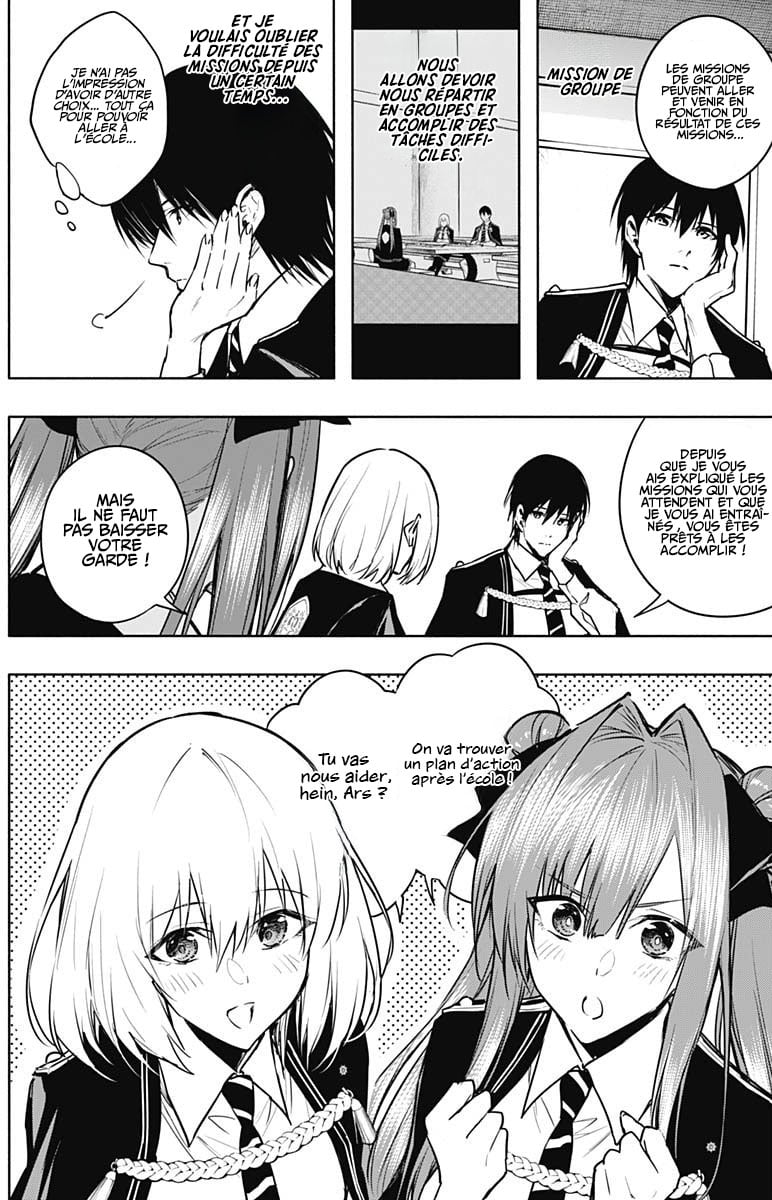 LES MISSIONS
DE GROUPE
PEUVENT ALLER
ET VENIR EN
FONCTION DU
RÉSULTAT DE CES
MISSIONS...
MISSION DE
GROUPE
NOUS
ALLONS DEVOIR
NOUS RÉPARTIR
EN GROUPES ET
ACCOMPLIR DES
TÂCHES DIFFI-
CILES.
ET JE
VOULAIS OUBLIER
LA DIFFICULTÉ DES
MISSIONS DEPUIS
UN CERTAIN
TEMPS...
JE N'AI PAS
L'IMPRESSION
D'AVOIR D'AUTRE
CHOIX... TOUT ÇA
POUR POUVOIR
ALLER À
L'ÉCOLE...
DEPUIS
QUE JE VOUS
AIS EXPLIQUÉ LES
MISSIONS QUI VOUS
ATTENDENT ET QUE
JE VOUS AI ENTRAÎ-
NÉS, VOUS ÊTES
PRÊTS À LES
ACCOMPLIR !
MAIS
IL NE FAUT
PAS BAISSER
VOTRE
GARDE !
On va trouver
un plan d'action
après l'école !
Tu vas
nous aider,
hein, Ars ?